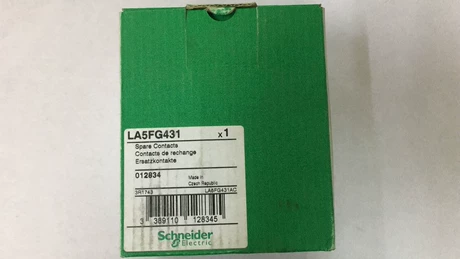 LA5FG431 x1
Spare Contacts
Contacts de rechange
Ersatzkontakte
012834 Made in
Czech Republic
3R1743 LA5FG431AC
3 389110 128345
Schneider
Electric